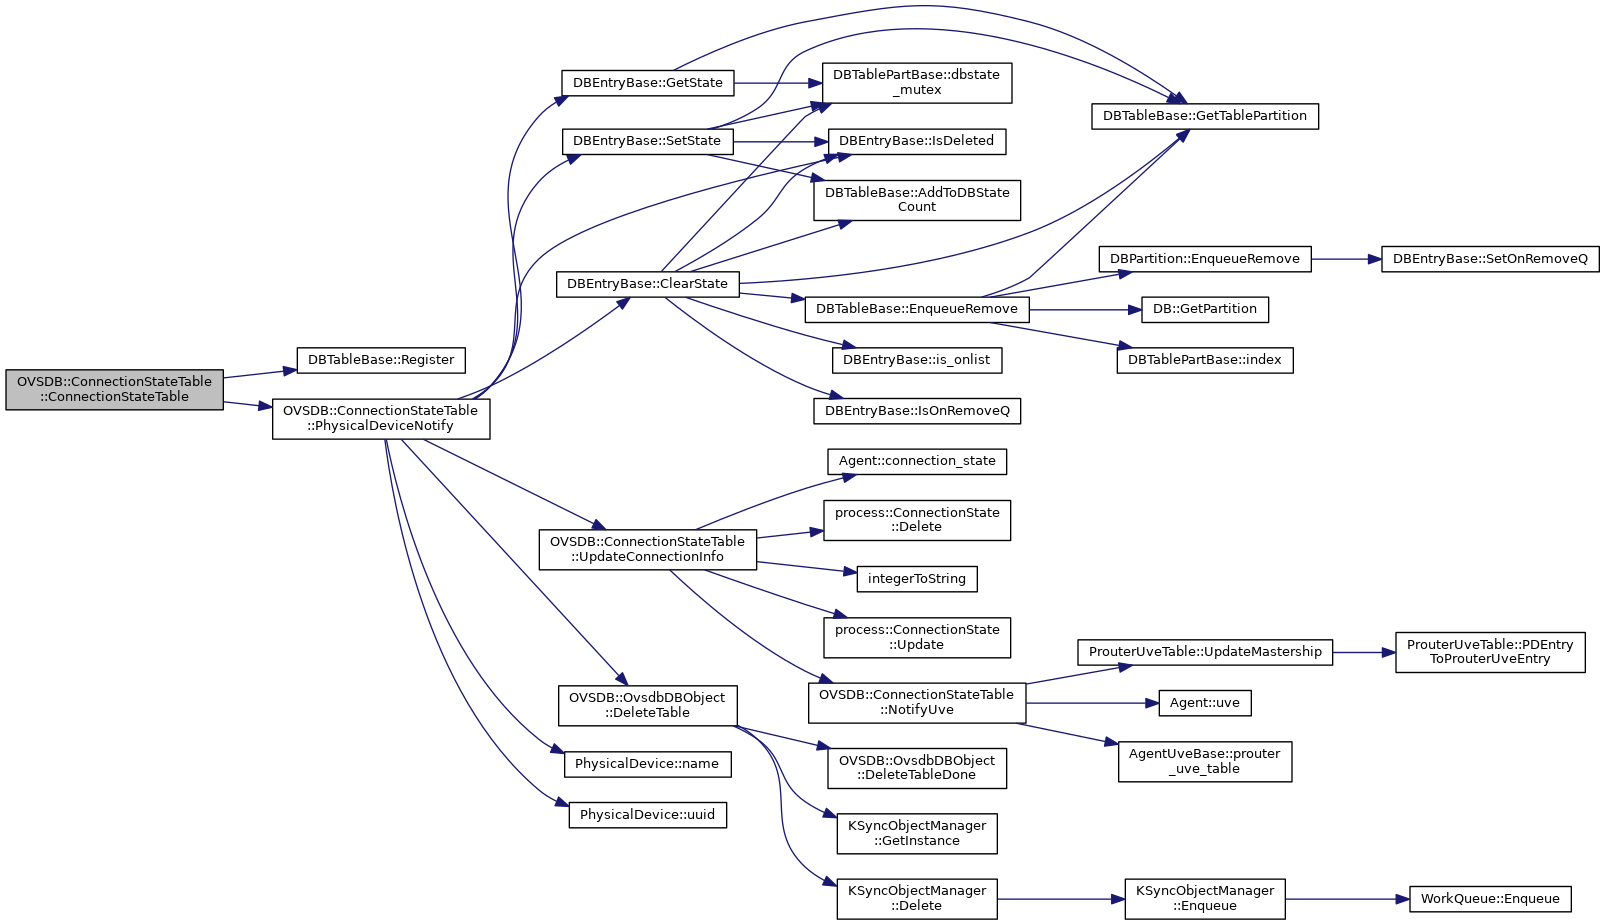 OVSDB::ConnectionStateTable
::ConnectionStateTable
DBTableBase::Register
OVSDB::ConnectionStateTable
::PhysicalDeviceNotify
DBEntryBase::GetState
DBEntryBase::SetState
DBEntryBase::ClearState
OVSDB::ConnectionStateTable
::UpdateConnectionInfo
OVSDB::OvsdbDBObject
::DeleteTable
PhysicalDevice::name
PhysicalDevice::uuid
DBTablePartBase::dbstate
_mutex
DBEntryBase::IsDeleted
DBTableBase::AddToDBState
Count
DBTableBase::EnqueueRemove
DBEntryBase::is_onlist
DBEntryBase::IsOnRemoveQ
Agent::connection_state
process::ConnectionState
::Delete
integerToString
process::ConnectionState
::Update
OVSDB::ConnectionStateTable
::NotifyUve
OVSDB::OvsdbDBObject
::DeleteTableDone
KSyncObjectManager
::GetInstance
KSyncObjectManager
::Delete
DBTableBase::GetTablePartition
DBPartition::EnqueueRemove
DB::GetPartition
DBTablePartBase::index
ProuterUveTable::UpdateMastership
Agent::uve
AgentUveBase::prouter
_uve_table
KSyncObjectManager
::Enqueue
DBEntryBase::SetOnRemoveQ
ProuterUveTable::PDEntry
ToProuterUveEntry
WorkQueue::Enqueue